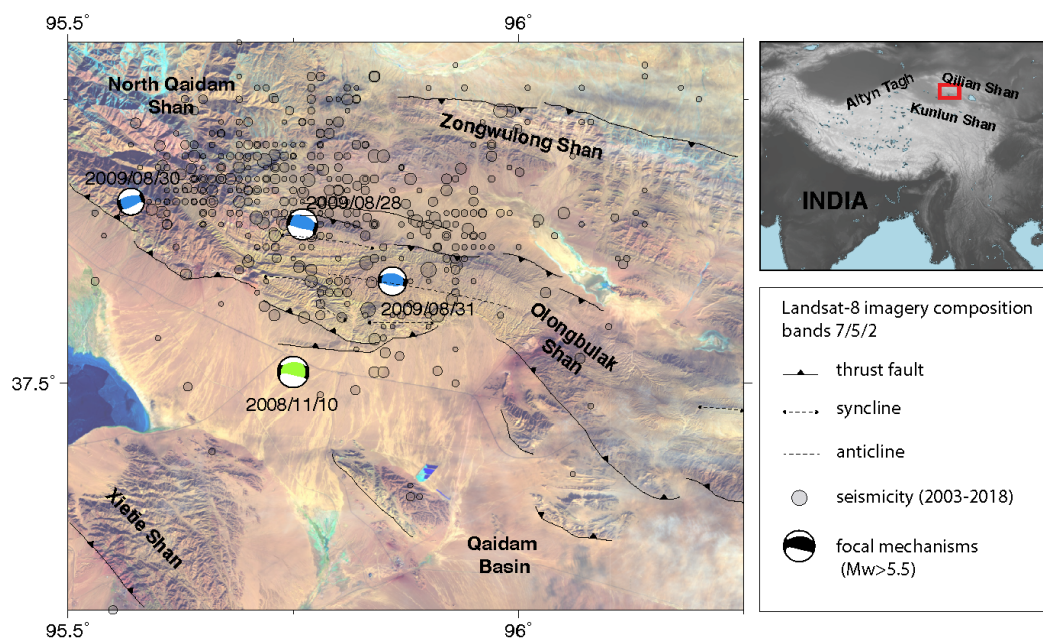 95.5°
96°
North Qaidam
Shan
Zongwulong Shan
2009/08/30
2009/08/28
2009/08/31
Olongbulak
Shan
37.5°
37.5°
2008/11/10
Xietie Shan
Qaidam
Basin
95.5°
96°
Altyn Tagh
Qilian Shan
Kunlun Shan
INDIA
Landsat-8 imagery composition
bands 7/5/2
thrust fault
syncline
anticline
seismicity (2003-2018)
focal mechanisms
(Mw>5.5)